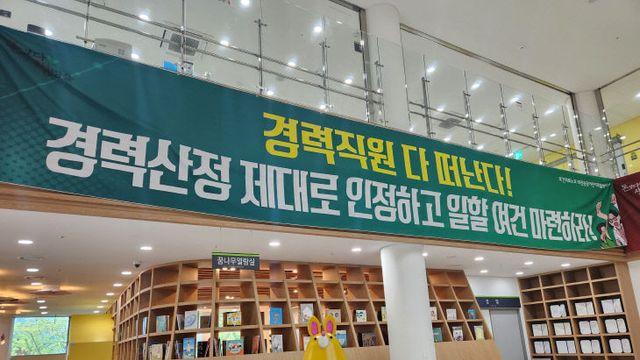 경력직원 다 떠난다!
경력산정 제대로 인정하고 일할 여건 마련하라!
꿈나무열람실